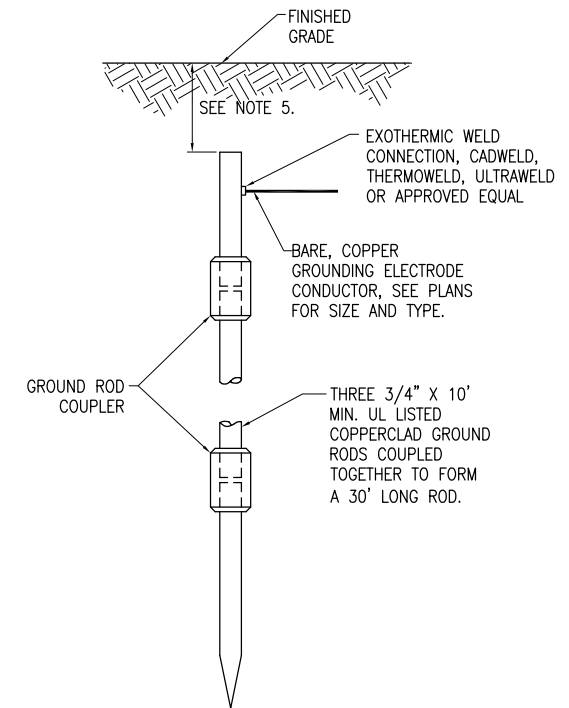 FINISHED
GRADE
SEE NOTE 5.
EXOTHERMIC WELD
CONNECTION, CADWELD,
THERMOWELD, ULTRAWELD
OR APPROVED EQUAL
BARE, COPPER
GROUNDING ELECTRODE
CONDUCTOR, SEE PLANS
FOR SIZE AND TYPE.
GROUND ROD
COUPLER
THREE 3/4" X 10'
MIN. UL LISTED
COPPERCLAD GROUND
RODS COUPLED
TOGETHER TO FORM
A 30' LONG ROD.